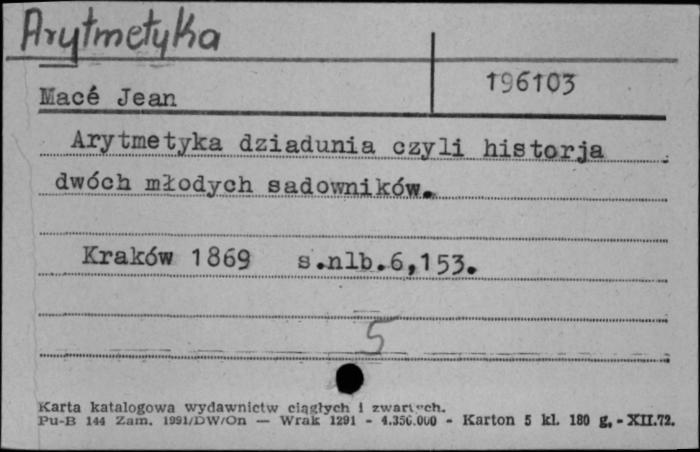 Arytmetyka
196103
Macé Jean
Arytmetyka dziadunia czyli historja
dwóch młodych sadowników.
Kraków 1869 s.nlb.6,153.
5
Karta katalogowa wydawnictw ciągłych i zwartych.
Pu-B 144 Zam. 1991/DW/On — Wrak 1291 - 4.356.000 - Karton 5 kl. 180 g. - XII.72.